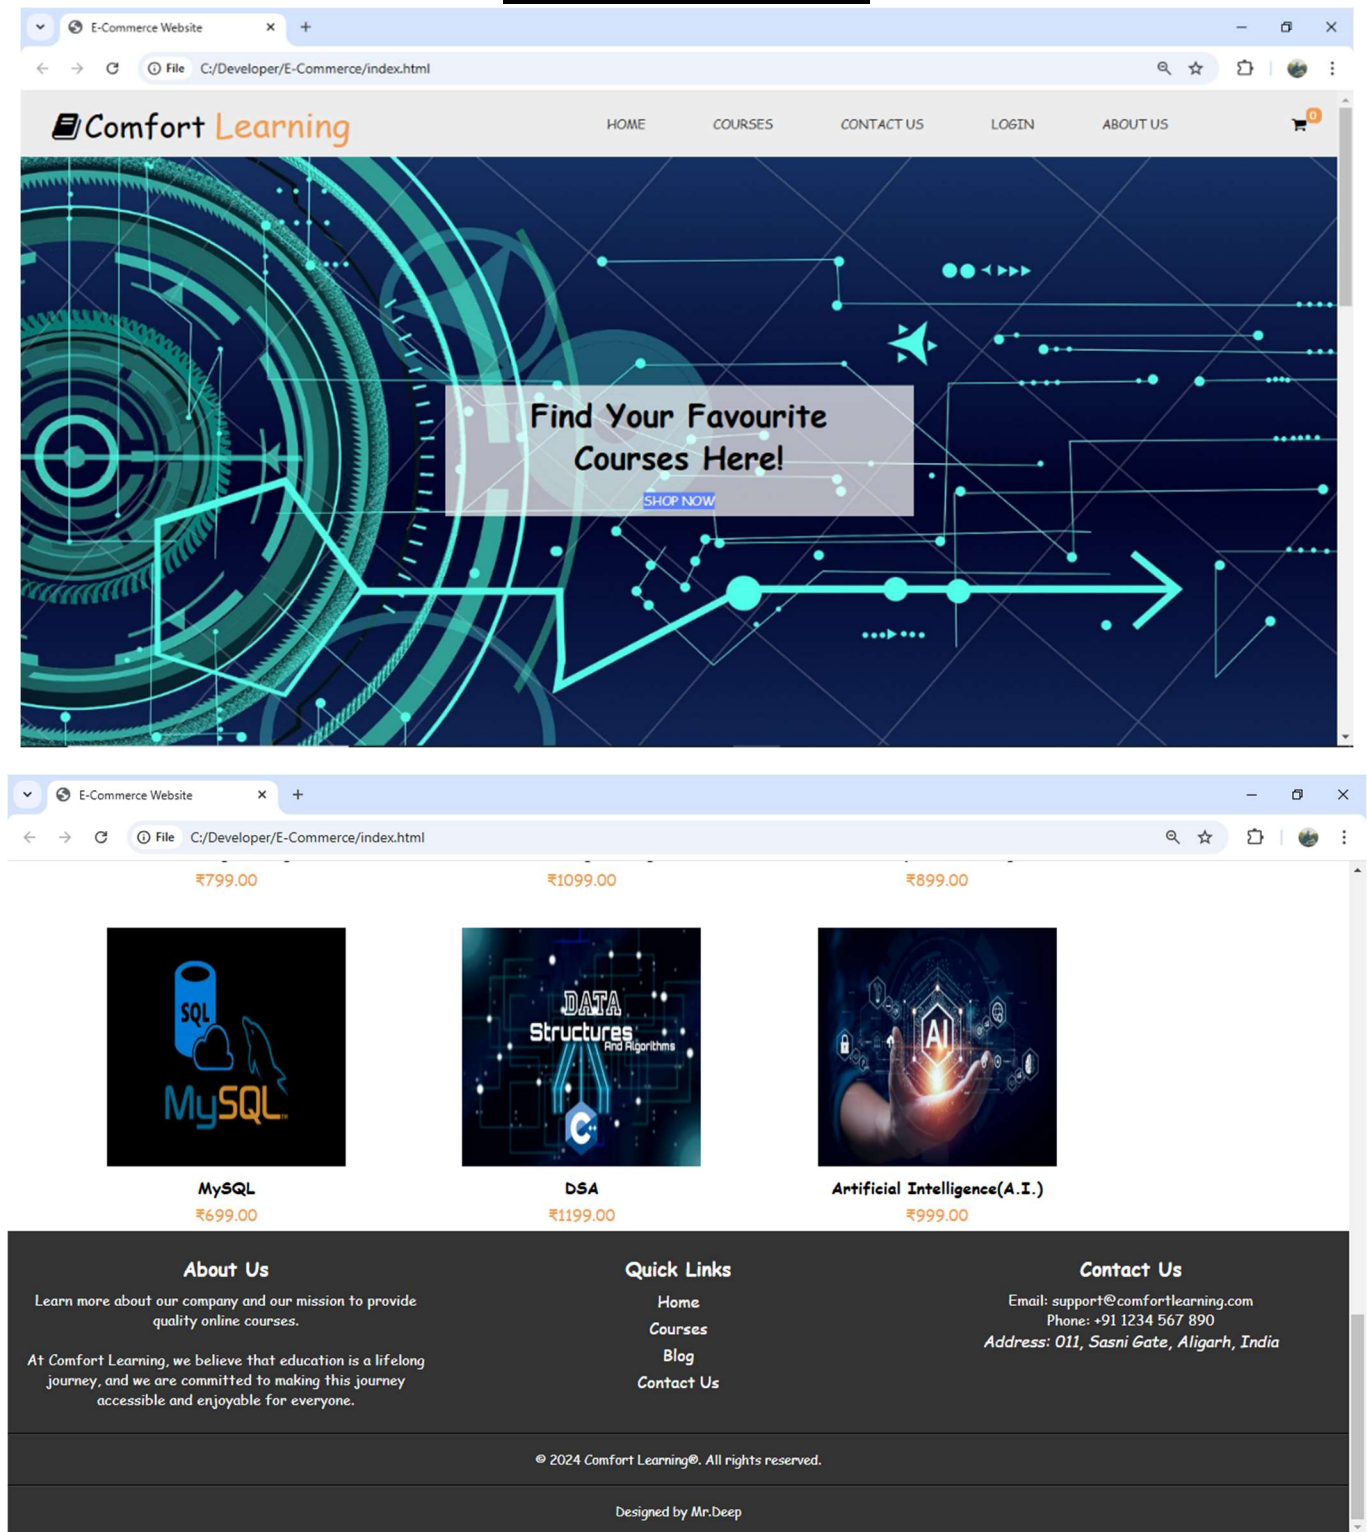 E-Commerce Website
File C:/Developer/E-Commerce/index.html
Comfort Learning
HOME COURSES CONTACT US LOGIN ABOUT US 0
Find Your Favourite
Courses Here!
SHOP NOW
E-Commerce Website
File C:/Developer/E-Commerce/index.html
₹799.00 ₹1099.00 ₹899.00
SQL
MySQL™
DATA
Structures
And Algorithms
C++
AI
MySQL DSA Artificial Intelligence(A.I.)
₹699.00 ₹1199.00 ₹999.00
About Us
Learn more about our company and our mission to provide
quality online courses.
At Comfort Learning, we believe that education is a lifelong
journey, and we are committed to making this journey
accessible and enjoyable for everyone.
Quick Links
Home
Courses
Blog
Contact Us
Contact Us
Email: support@comfortlearning.com
Phone: +91 1234 567 890
Address: 011, Sasni Gate, Aligarh, India
© 2024 Comfort Learning®. All rights reserved.
Designed by Mr.Deep